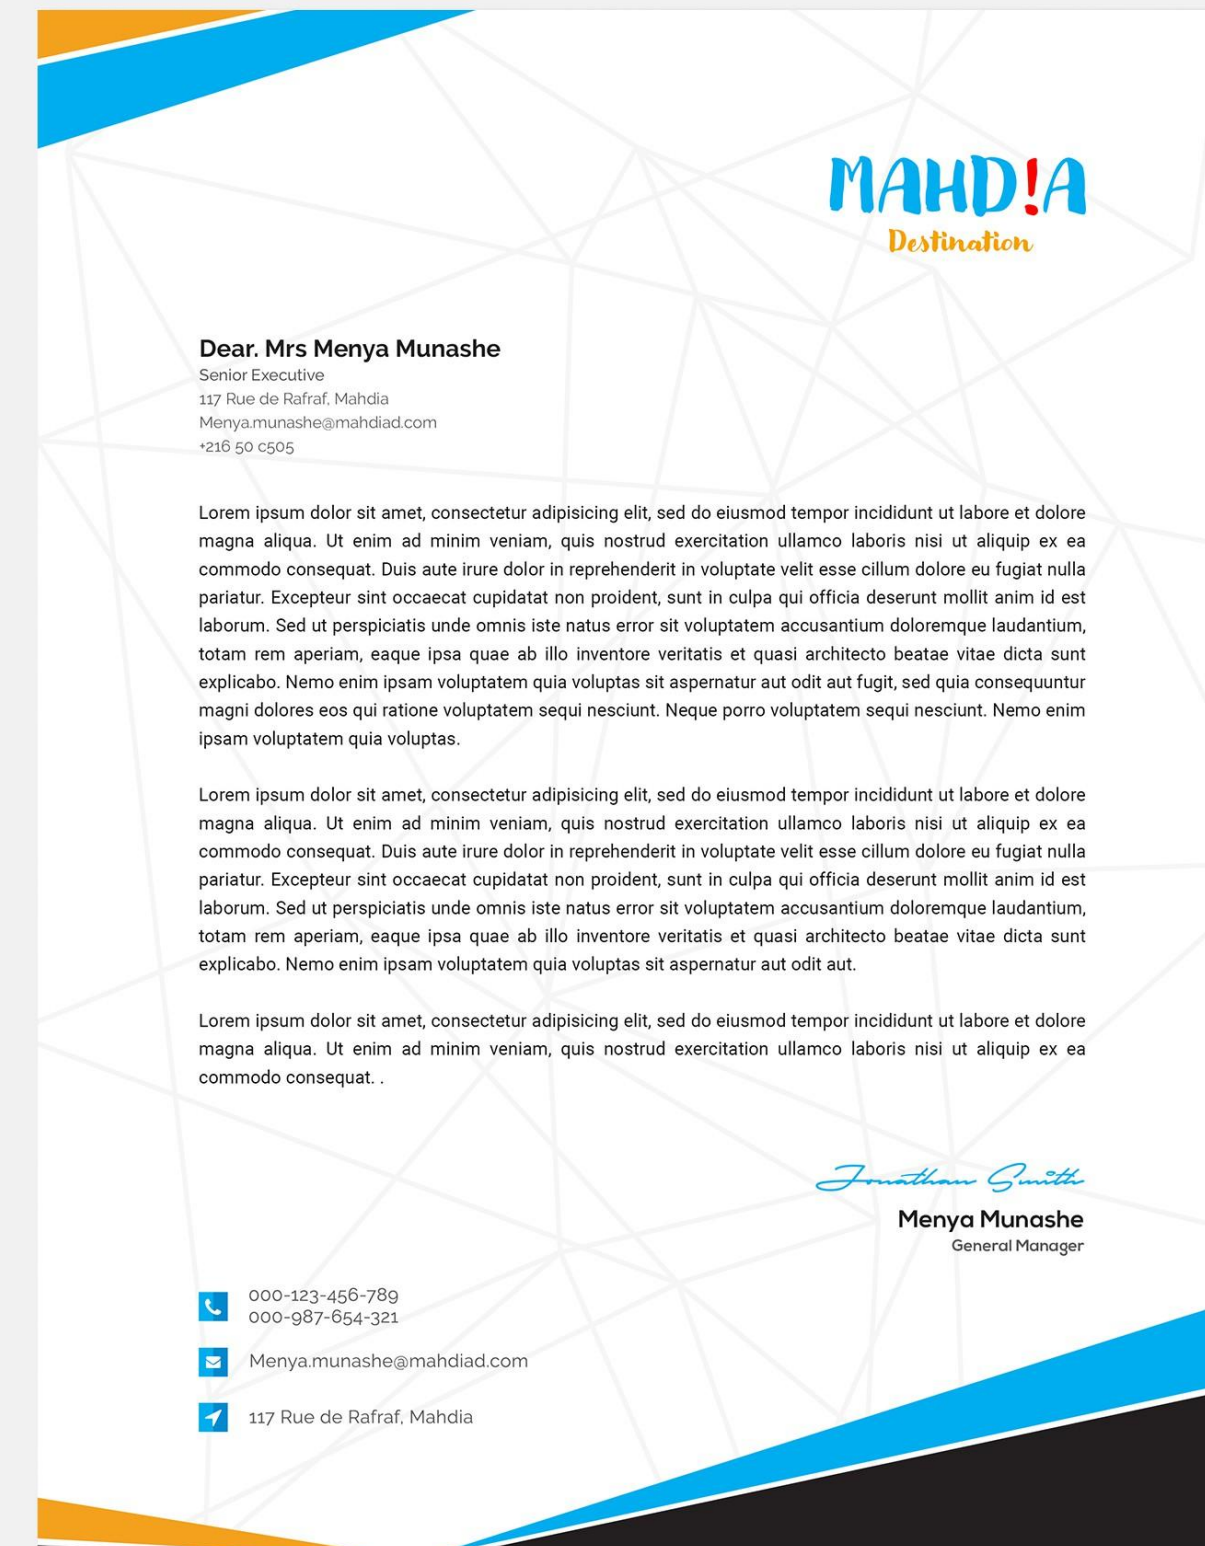 MAHD!A
Destination
Dear. Mrs Menya Munashe
Senior Executive
117 Rue de Rafraf, Mahdia
Menya.munashe@mahdiad.com
+216 50 c505
Lorem ipsum dolor sit amet, consectetur adipisicing elit, sed do eiusmod tempor incididunt ut labore et dolore
magna aliqua. Ut enim ad minim veniam, quis nostrud exercitation ullamco laboris nisi ut aliquip ex ea
commodo consequat. Duis aute irure dolor in reprehenderit in voluptate velit esse cillum dolore eu fugiat nulla
pariatur. Excepteur sint occaecat cupidatat non proident, sunt in culpa qui officia deserunt mollit anim id est
laborum. Sed ut perspiciatis unde omnis iste natus error sit voluptatem accusantium doloremque laudantium,
totam rem aperiam, eaque ipsa quae ab illo inventore veritatis et quasi architecto beatae vitae dicta sunt
explicabo. Nemo enim ipsam voluptatem quia voluptas sit aspernatur aut odit aut fugit, sed quia consequuntur
magni dolores eos qui ratione voluptatem sequi nesciunt. Neque porro voluptatem sequi nesciunt. Nemo enim
ipsam voluptatem quia voluptas.
Lorem ipsum dolor sit amet, consectetur adipisicing elit, sed do eiusmod tempor incididunt ut labore et dolore
magna aliqua. Ut enim ad minim veniam, quis nostrud exercitation ullamco laboris nisi ut aliquip ex ea
commodo consequat. Duis aute irure dolor in reprehenderit in voluptate velit esse cillum dolore eu fugiat nulla
pariatur. Excepteur sint occaecat cupidatat non proident, sunt in culpa qui officia deserunt mollit anim id est
laborum. Sed ut perspiciatis unde omnis iste natus error sit voluptatem accusantium doloremque laudantium,
totam rem aperiam, eaque ipsa quae ab illo inventore veritatis et quasi architecto beatae vitae dicta sunt
explicabo. Nemo enim ipsam voluptatem quia voluptas sit aspernatur aut odit aut.
Lorem ipsum dolor sit amet, consectetur adipisicing elit, sed do eiusmod tempor incididunt ut labore et dolore
magna aliqua. Ut enim ad minim veniam, quis nostrud exercitation ullamco laboris nisi ut aliquip ex ea
commodo consequat. .
Jonathan Smith
Menya Munashe
General Manager
000-123-456-789
000-987-654-321
Menya.munashe@mahdiad.com
117 Rue de Rafraf, Mahdia